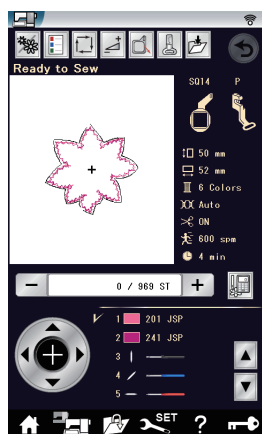 Ready to Sew
SQ14 P
50 mm
52 mm
6 Colors
Auto
ON
600 spm
4 min
− 0 / 969 ST +
1 201 JSP
2 241 JSP
3
4
5
SET ?